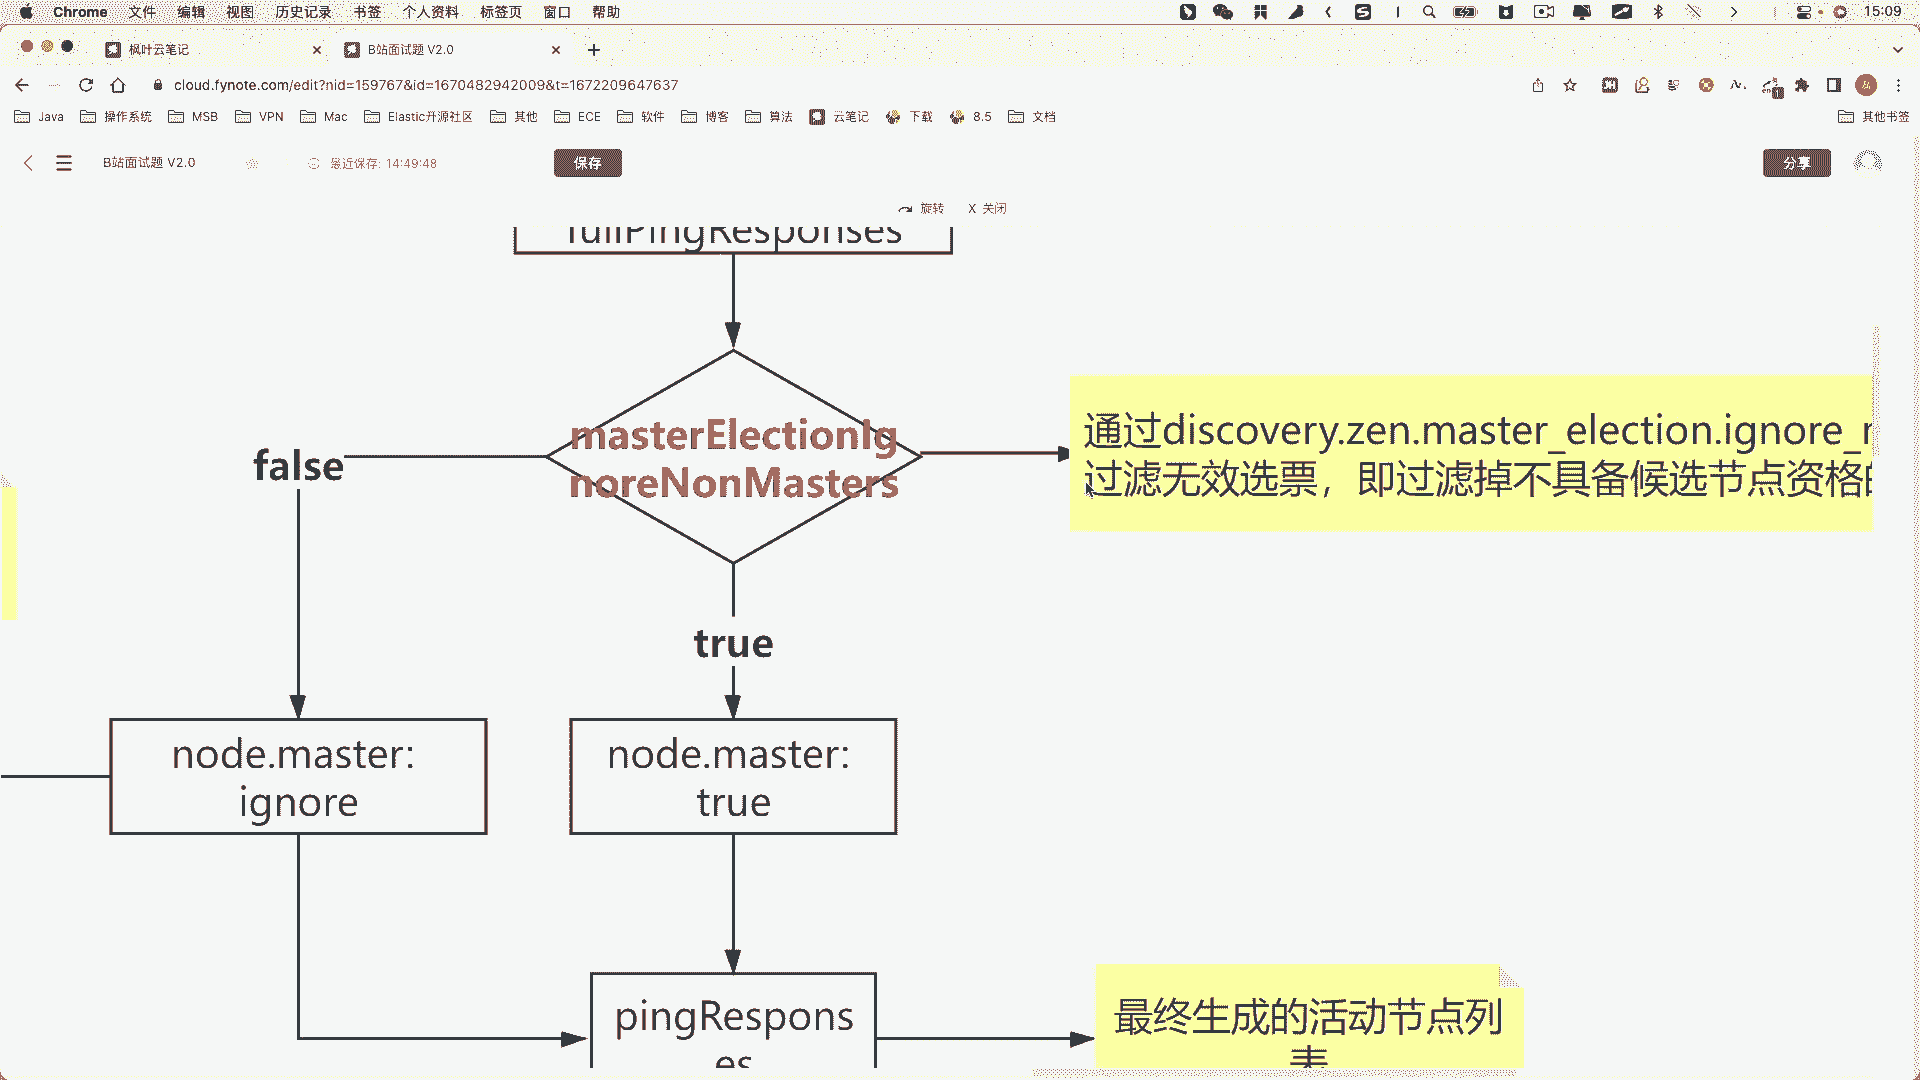 Chrome 文件 编辑 视图 历史记录 书签 个人资料 标签页 窗口 帮助 15:09
枫叶云笔记 B站面试题 V2.0
cloud.fynote.com/edit?nid=159767&id=1670482942009&t=1672209647637
Java 操作系统 MSB VPN Mac Elastic开源社区 其他 ECE 软件 博客 算法 云笔记 下载 8.5 文档 其他书签
B站面试题 V2.0 最近保存: 14:49:48 保存 分享
旋转 X 关闭
fullPingResponses
masterElectionIg
noreNonMasters
通过discovery.zen.master_election.ignore_
过滤无效选票，即过滤掉不具备候选节点资格的
false
true
node.master:
ignore
node.master:
true
pingRespons
es
最终生成的活动节点列
表